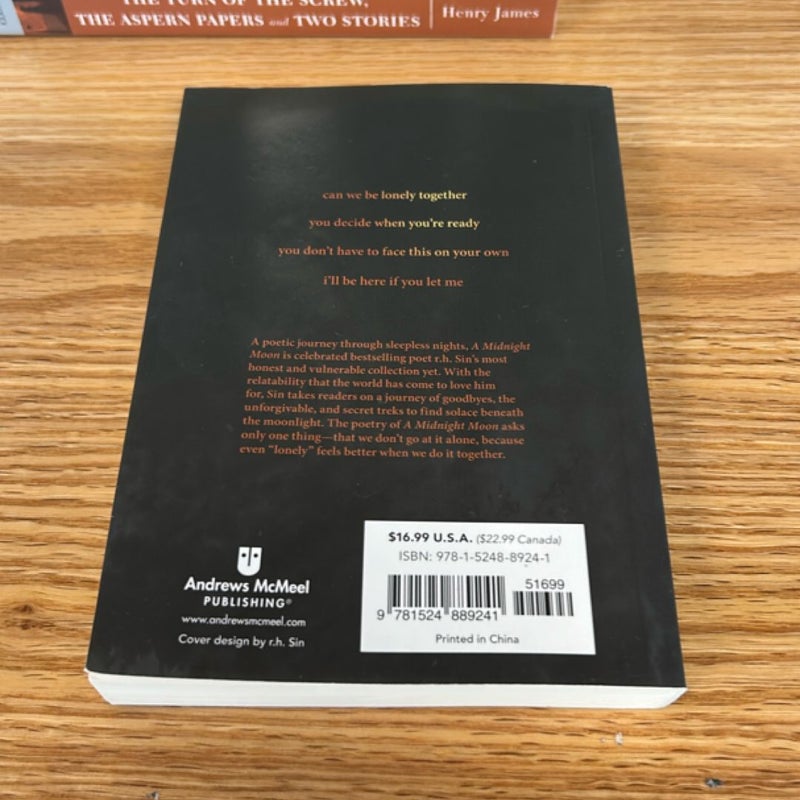 THE TURN OF THE SCREW,
THE ASPERN PAPERS and TWO STORIES
Henry James
can we be lonely together
you decide when you're ready
you don't have to face this on your own
i'll be here if you let me
A poetic journey through sleepless nights, A Midnight
Moon is celebrated bestselling poet r.h. Sin's most
honest and vulnerable collection yet. With the
relatability that the world has come to love him
for, Sin takes readers on a journey of goodbyes, the
unforgivable, and secret treks to find solace beneath
the moonlight. The poetry of A Midnight Moon asks
only one thing—that we don't go at it alone, because
even "lonely" feels better when we do it together.
Andrews McMeel
PUBLISHING®
www.andrewsmcmeel.com
Cover design by r.h. Sin
$16.99 U.S.A. ($22.99 Canada)
ISBN: 978-1-5248-8924-1
51699
9 781524 889241
Printed in China